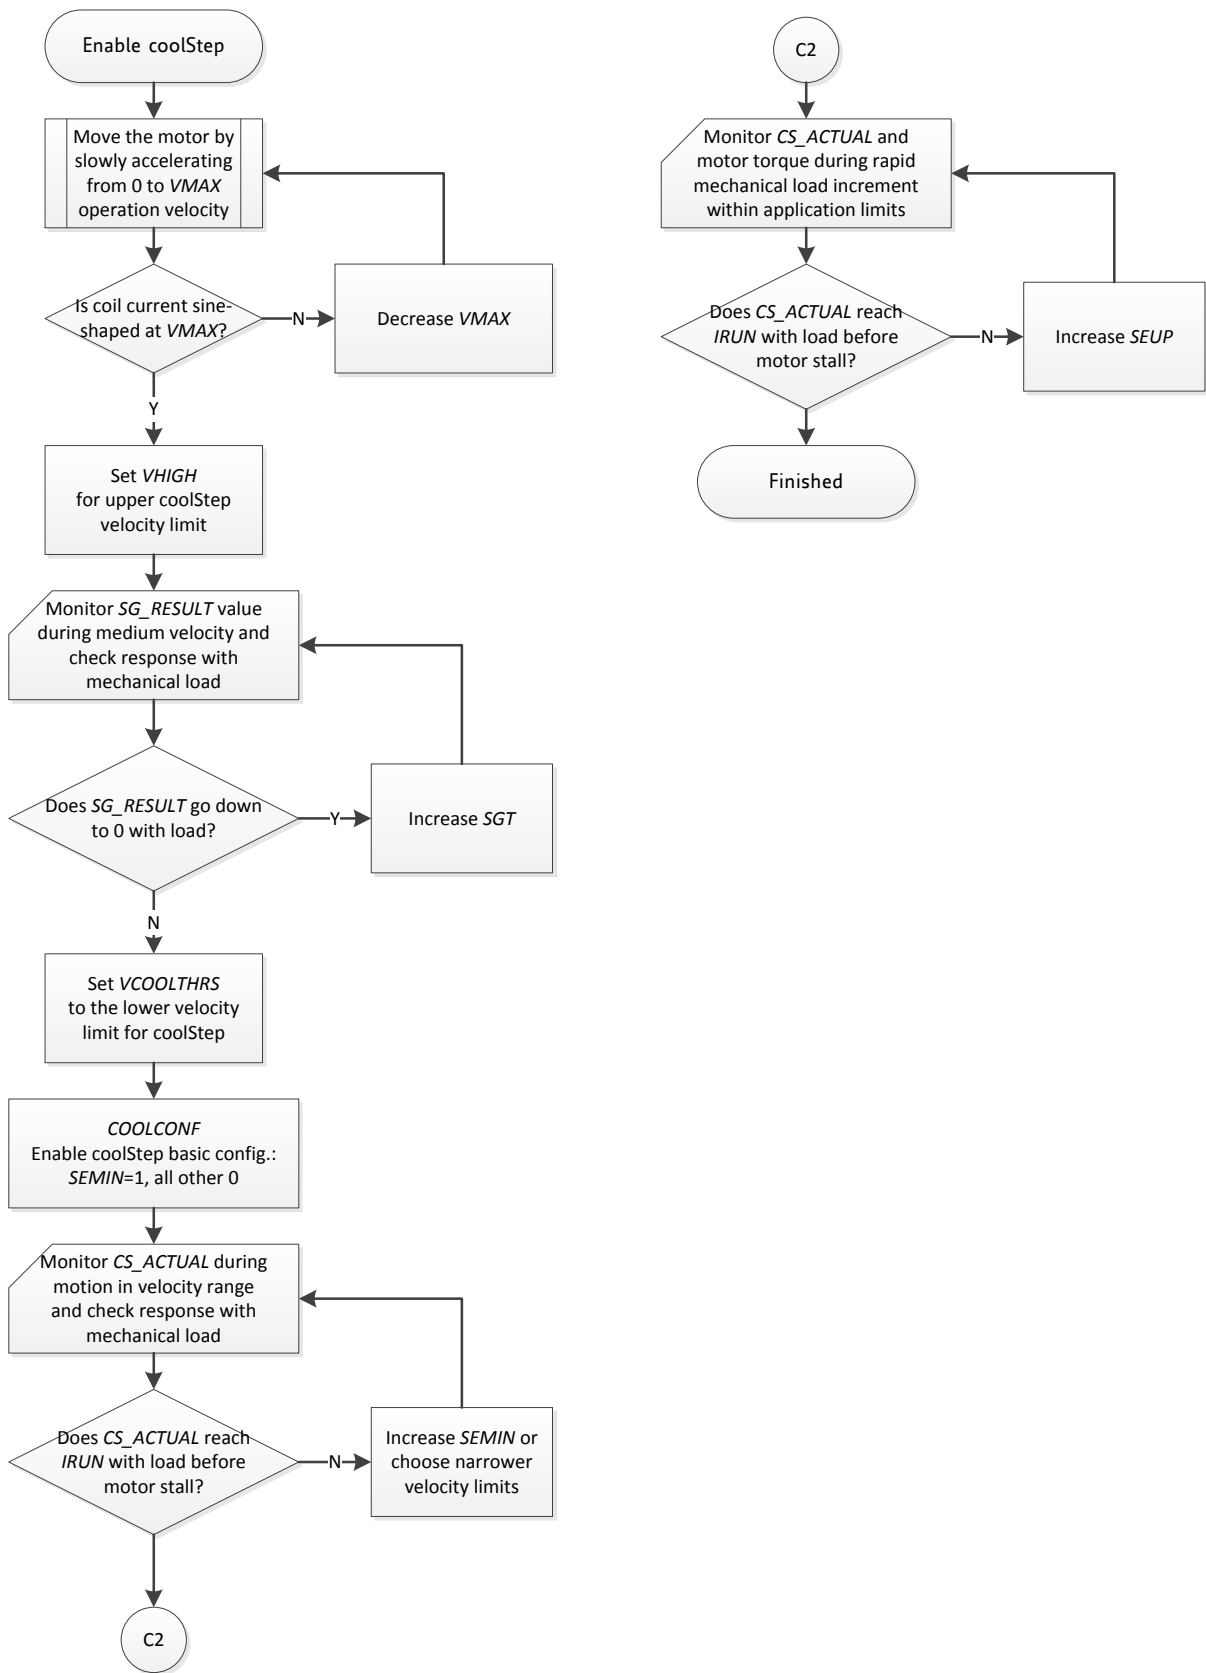 Enable coolStep
Move the motor by
slowly accelerating
from 0 to VMAX
operation velocity
Is coil current sine-
shaped at VMAX?
N
Decrease VMAX
Y
Set VHIGH
for upper coolStep
velocity limit
Monitor SG_RESULT value
during medium velocity and
check response with
mechanical load
Does SG_RESULT go down
to 0 with load?
Y
Increase SGT
N
Set VCOOLTHRS
to the lower velocity
limit for coolStep
COOLCONF
Enable coolStep basic config.:
SEMIN=1, all other 0
Monitor CS_ACTUAL during
motion in velocity range
and check response with
mechanical load
Does CS_ACTUAL reach
IRUN with load before
motor stall?
N
Increase SEMIN or
choose narrower
velocity limits
C2
C2
Monitor CS_ACTUAL and
motor torque during rapid
mechanical load increment
within application limits
Does CS_ACTUAL reach
IRUN with load before
motor stall?
N
Increase SEUP
Finished